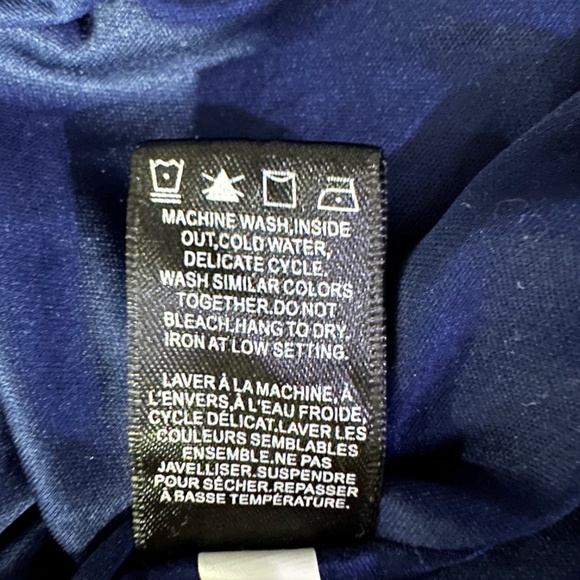 MACHINE WASH,INSIDE
OUT,COLD WATER,
DELICATE CYCLE.
WASH SIMILAR COLORS
TOGETHER.DO NOT
BLEACH.HANG TO DRY.
IRON AT LOW SETTING.
LAVER À LA MACHINE, À
L'ENVERS,À L'EAU FROIDE,
CYCLE DÉLICAT.LAVER LES
COULEURS SEMBLABLES
ENSEMBLE.NE PAS
JAVELLISER.SUSPENDRE
POUR SÉCHER.REPASSER
À BASSE TEMPÉRATURE.